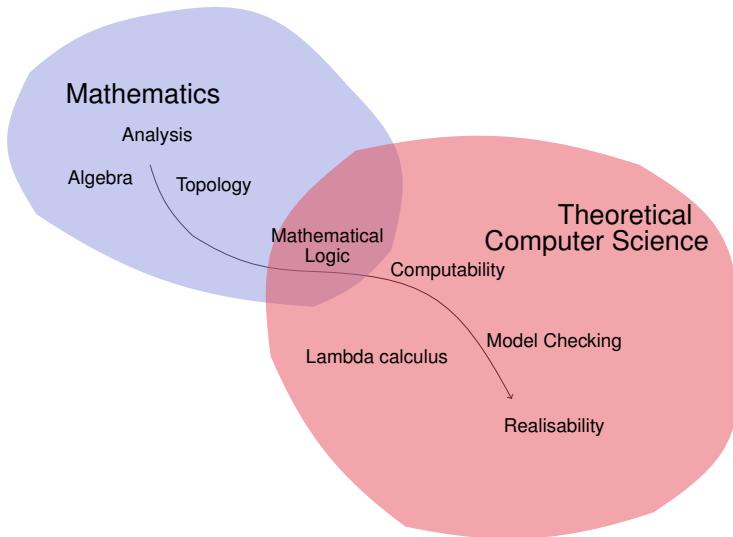 Mathematics
Analysis
Algebra
Topology
Mathematical
Logic
Theoretical
Computer Science
Computability
Model Checking
Lambda calculus
Realisability